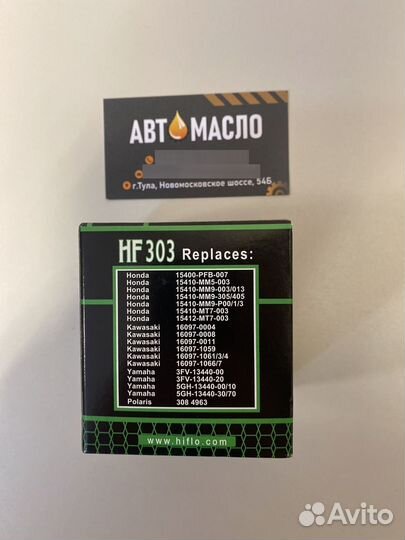 АВТ МАСЛО
г.Тула, Новомосковское шоссе, 54Б
HF303 Replaces:
Honda 15400-PFB-007
Honda 15410-MM5-003
Honda 15410-MM9-003/013
Honda 15410-MM9-305/405
Honda 15410-MM9-P00/1/3
Honda 15410-MT7-003
Honda 15412-MT7-003
Kawasaki 16097-0004
Kawasaki 16097-0008
Kawasaki 16097-0011
Kawasaki 16097-1059
Kawasaki 16097-1061/3/4
Kawasaki 16097-1066/7
Yamaha 3FV-13440-00
Yamaha 3FV-13440-20
Yamaha 5GH-13440-00/10
Yamaha 5GH-13440-30/70
Polaris 308 4963
www.hiflo.com
Avito